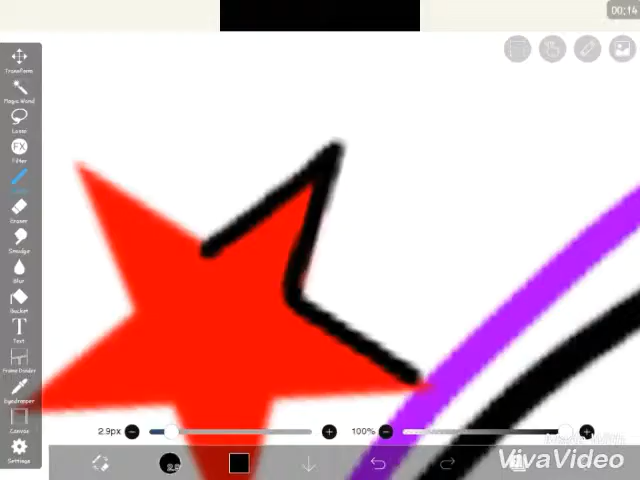 00:14
Transform
Magic Wand
Lasso
FX
Filter
Eraser
Smudge
Blur
Bucket
T
Text
Frame Divider
Eyedropper
Canvas
Settings
2.9px
100%
VivaVideo